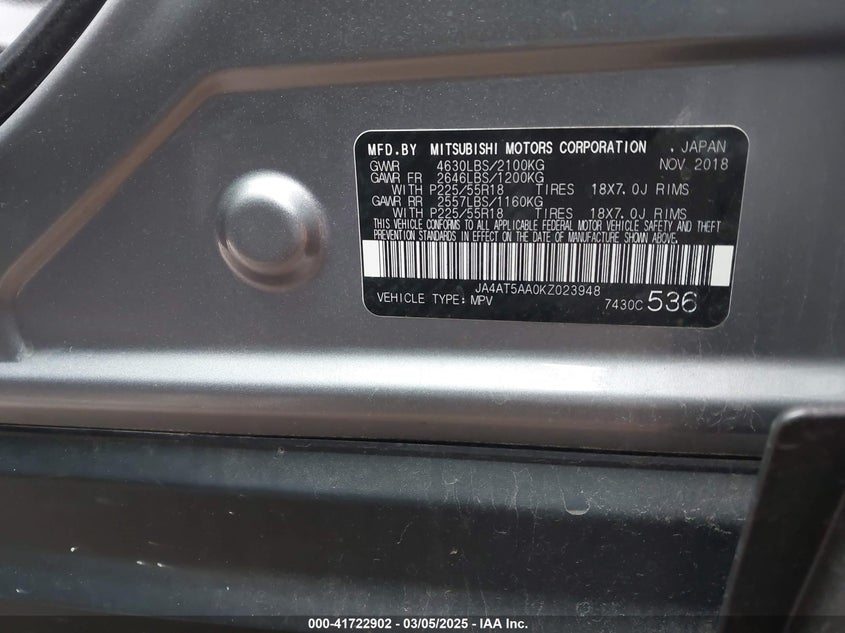 MFD.BY MITSUBISHI MOTORS CORPORATION , JAPAN
GVWR 4630LBS/2100KG NOV 2018
GAWR FR 2646LBS/1200KG
WITH P225/55R18 TIRES 18X7.0J RIMS
GAWR RR 2557LBS/1160KG
WITH P225/55R18 TIRES 18X7.0J RIMS
THIS VEHICLE CONFORMS TO ALL APPLICABLE FEDERAL MOTOR VEHICLE SAFETY AND THEFT
PREVENTION STANDARDS IN EFFECT ON THE DATE OF MANUFACTURE SHOWN ABOVE.
JA4AT5AA0KZ023948
VEHICLE TYPE:MPV 7430C 536
000-41722902 - 03/05/2025 - IAA Inc.